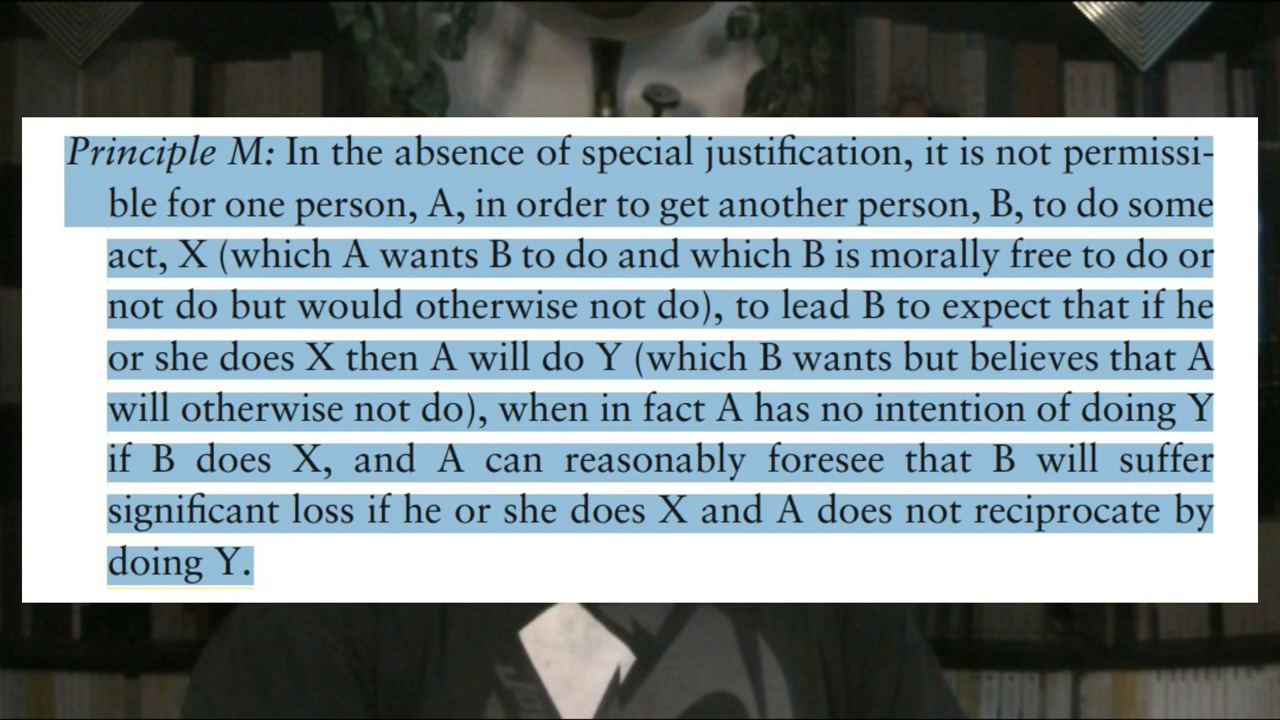 Principle M: In the absence of special justification, it is not permissi-
ble for one person, A, in order to get another person, B, to do some
act, X (which A wants B to do and which B is morally free to do or
not do but would otherwise not do), to lead B to expect that if he
or she does X then A will do Y (which B wants but believes that A
will otherwise not do), when in fact A has no intention of doing Y
if B does X, and A can reasonably foresee that B will suffer
significant loss if he or she does X and A does not reciprocate by
doing Y.